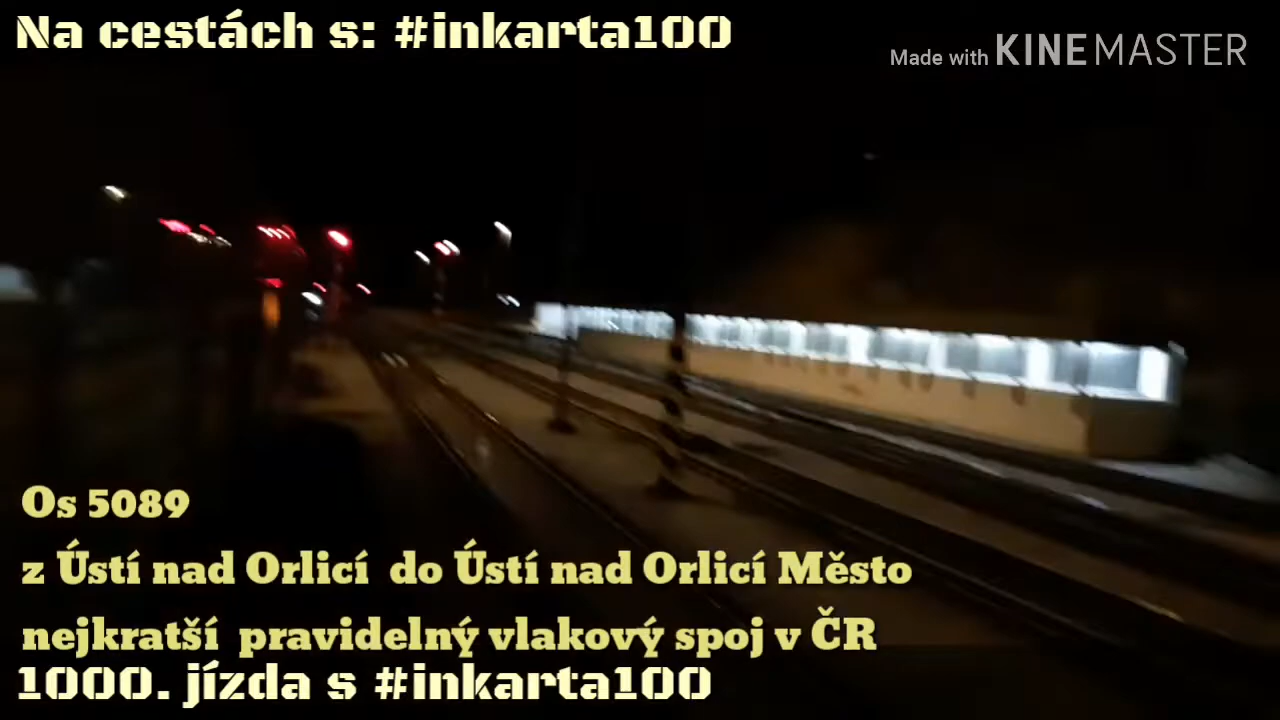 Na cestách s: #inkarta100
Made with KINEMASTER
Os 5089
z Ústí nad Orlicí do Ústí nad Orlicí Město
nejkratší pravidelný vlakový spoj v ČR
1000. jízda s #inkarta100